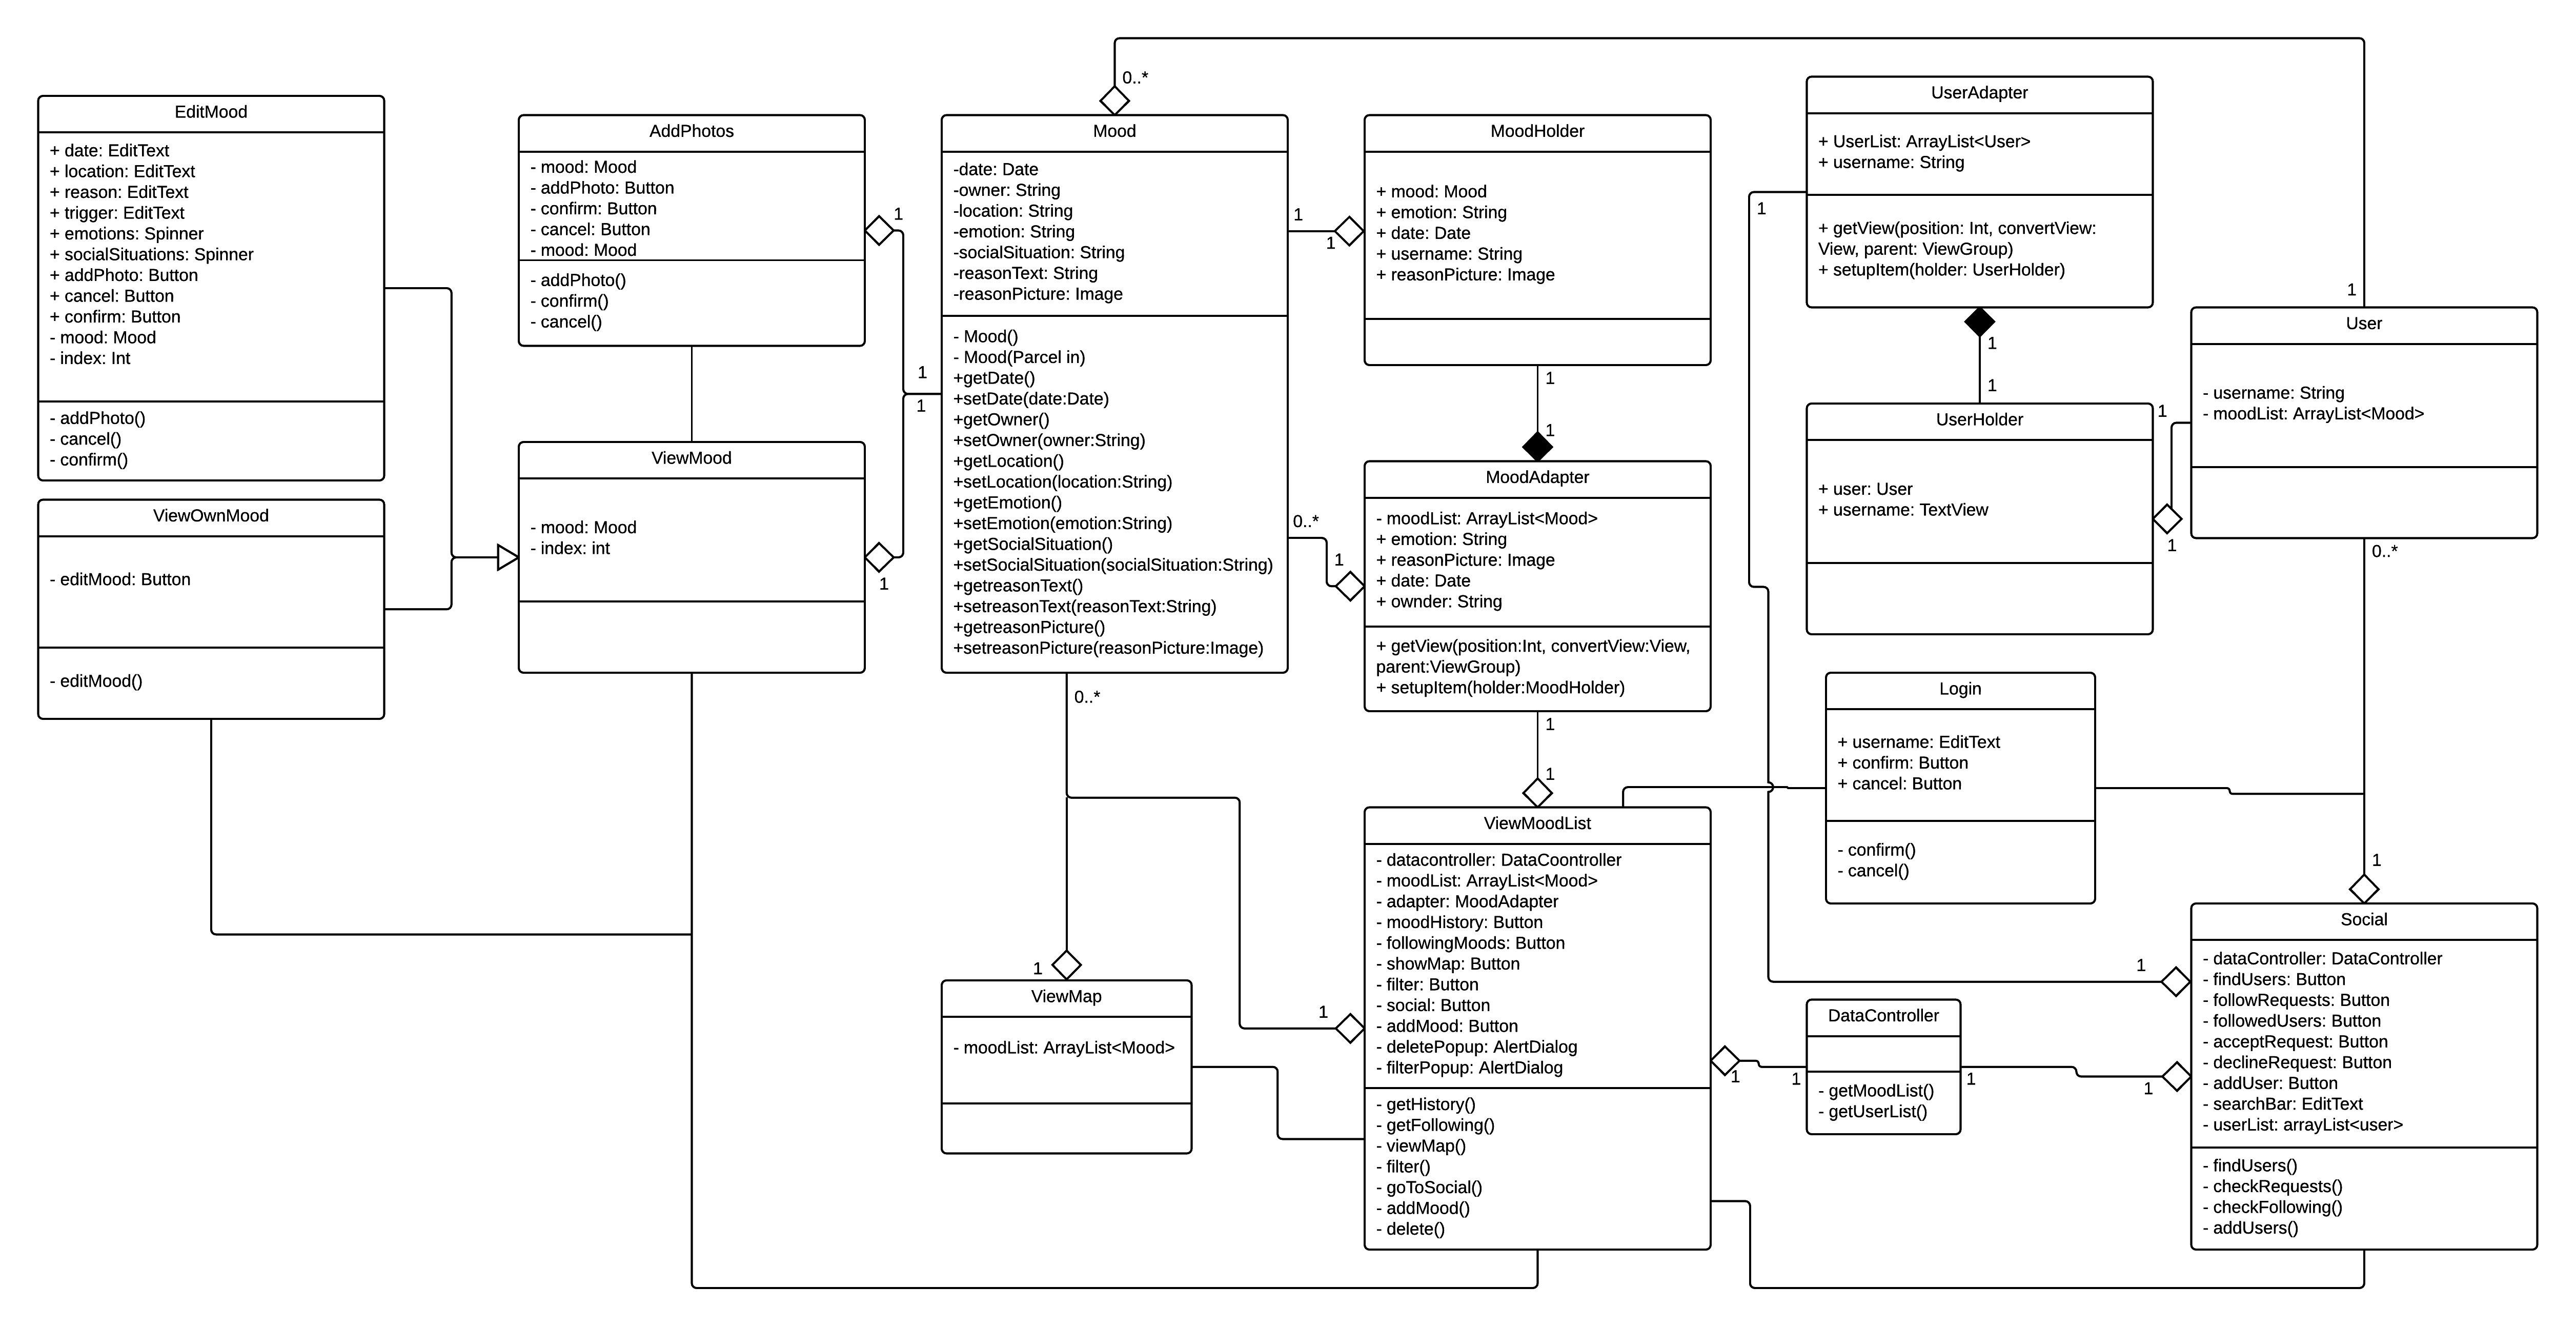 EditMood
+ date: EditText
+ location: EditText
+ reason: EditText
+ trigger: EditText
+ emotions: Spinner
+ socialSituations: Spinner
+ addPhoto: Button
+ cancel: Button
+ confirm: Button
- mood: Mood
- index: Int
- addPhoto()
- cancel()
- confirm()
ViewOwnMood
- editMood: Button
- editMood()
AddPhotos
- mood: Mood
- addPhoto: Button
- confirm: Button
- cancel: Button
- mood: Mood
- addPhoto()
- confirm()
- cancel()
1
1
1
ViewMood
- mood: Mood
- index: int
1
0..*
Mood
-date: Date
-owner: String
-location: String
-emotion: String
-socialSituation: String
-reasonText: String
-reasonPicture: Image
- Mood()
- Mood(Parcel in)
+getDate()
+setDate(date:Date)
+getOwner()
+setOwner(owner:String)
+getLocation()
+setLocation(location:String)
+getEmotion()
+setEmotion(emotion:String)
+getSocialSituation()
+setSocialSituation(socialSituation:String)
+getreasonText()
+setreasonText(reasonText:String)
+getreasonPicture()
+setreasonPicture(reasonPicture:Image)
0..*
1
ViewMap
- moodList: ArrayList<Mood>
1
1
MoodHolder
+ mood: Mood
+ emotion: String
+ date: Date
+ username: String
+ reasonPicture: Image
1
1
0..*
1
MoodAdapter
- moodList: ArrayList<Mood>
+ emotion: String
+ reasonPicture: Image
+ date: Date
+ ownder: String
+ getView(position:Int, convertView:View,
parent:ViewGroup)
+ setupItem(holder:MoodHolder)
1
1
1
ViewMoodList
- datacontroller: DataCoontroller
- moodList: ArrayList<Mood>
- adapter: MoodAdapter
- moodHistory: Button
- followingMoods: Button
- showMap: Button
- filter: Button
- social: Button
- addMood: Button
- deletePopup: AlertDialog
- filterPopup: AlertDialog
- getHistory()
- getFollowing()
- viewMap()
- filter()
- goToSocial()
- addMood()
- delete()
UserAdapter
+ UserList: ArrayList<User>
+ username: String
+ getView(position: Int, convertView:
View, parent: ViewGroup)
+ setupItem(holder: UserHolder)
1
1
1
UserHolder
+ user: User
+ username: TextView
1
1
1
User
- username: String
- moodList: ArrayList<Mood>
0..*
Login
+ username: EditText
+ confirm: Button
+ cancel: Button
- confirm()
- cancel()
1
1
DataController
- getMoodList()
- getUserList()
1
1
1
1
Social
- dataController: DataController
- findUsers: Button
- followRequests: Button
- followedUsers: Button
- acceptRequest: Button
- declineRequest: Button
- addUser: Button
- searchBar: EditText
- userList: arrayList<user>
- findUsers()
- checkRequests()
- checkFollowing()
- addUsers()